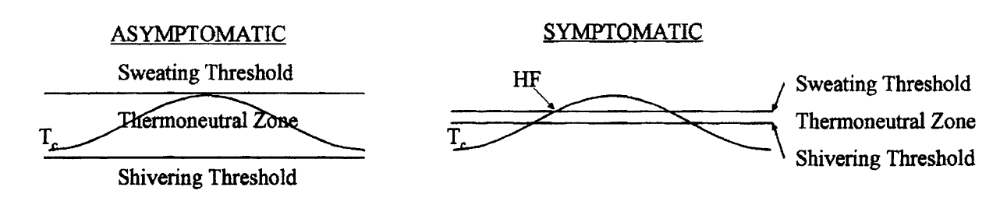 ASYMPTOMATIC
Sweating Threshold
Thermoneutral Zone
Tc
Shivering Threshold
SYMPTOMATIC
HF
Tc
Sweating Threshold
Thermoneutral Zone
Shivering Threshold